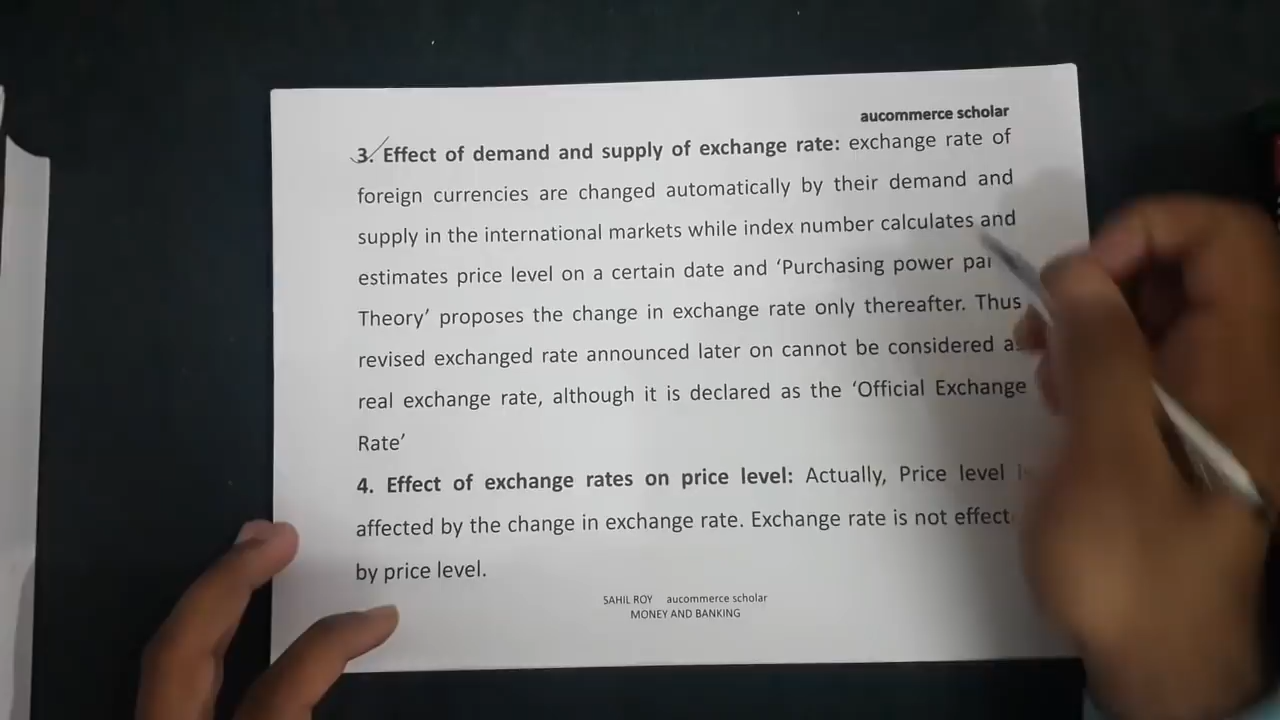 aucommerce scholar
3. Effect of demand and supply of exchange rate: exchange rate of
foreign currencies are changed automatically by their demand and
supply in the international markets while index number calculates and
estimates price level on a certain date and ‘Purchasing power
Theory’ proposes the change in exchange rate only thereafter. Thus
revised exchanged rate announced later on cannot be considered
real exchange rate, although it is declared as the ‘Official Exchange
Rate’
4. Effect of exchange rates on price level: Actually, Price level
affected by the change in exchange rate. Exchange rate is not
by price level.
SAHIL ROY aucommerce scholar
MONEY AND BANKING